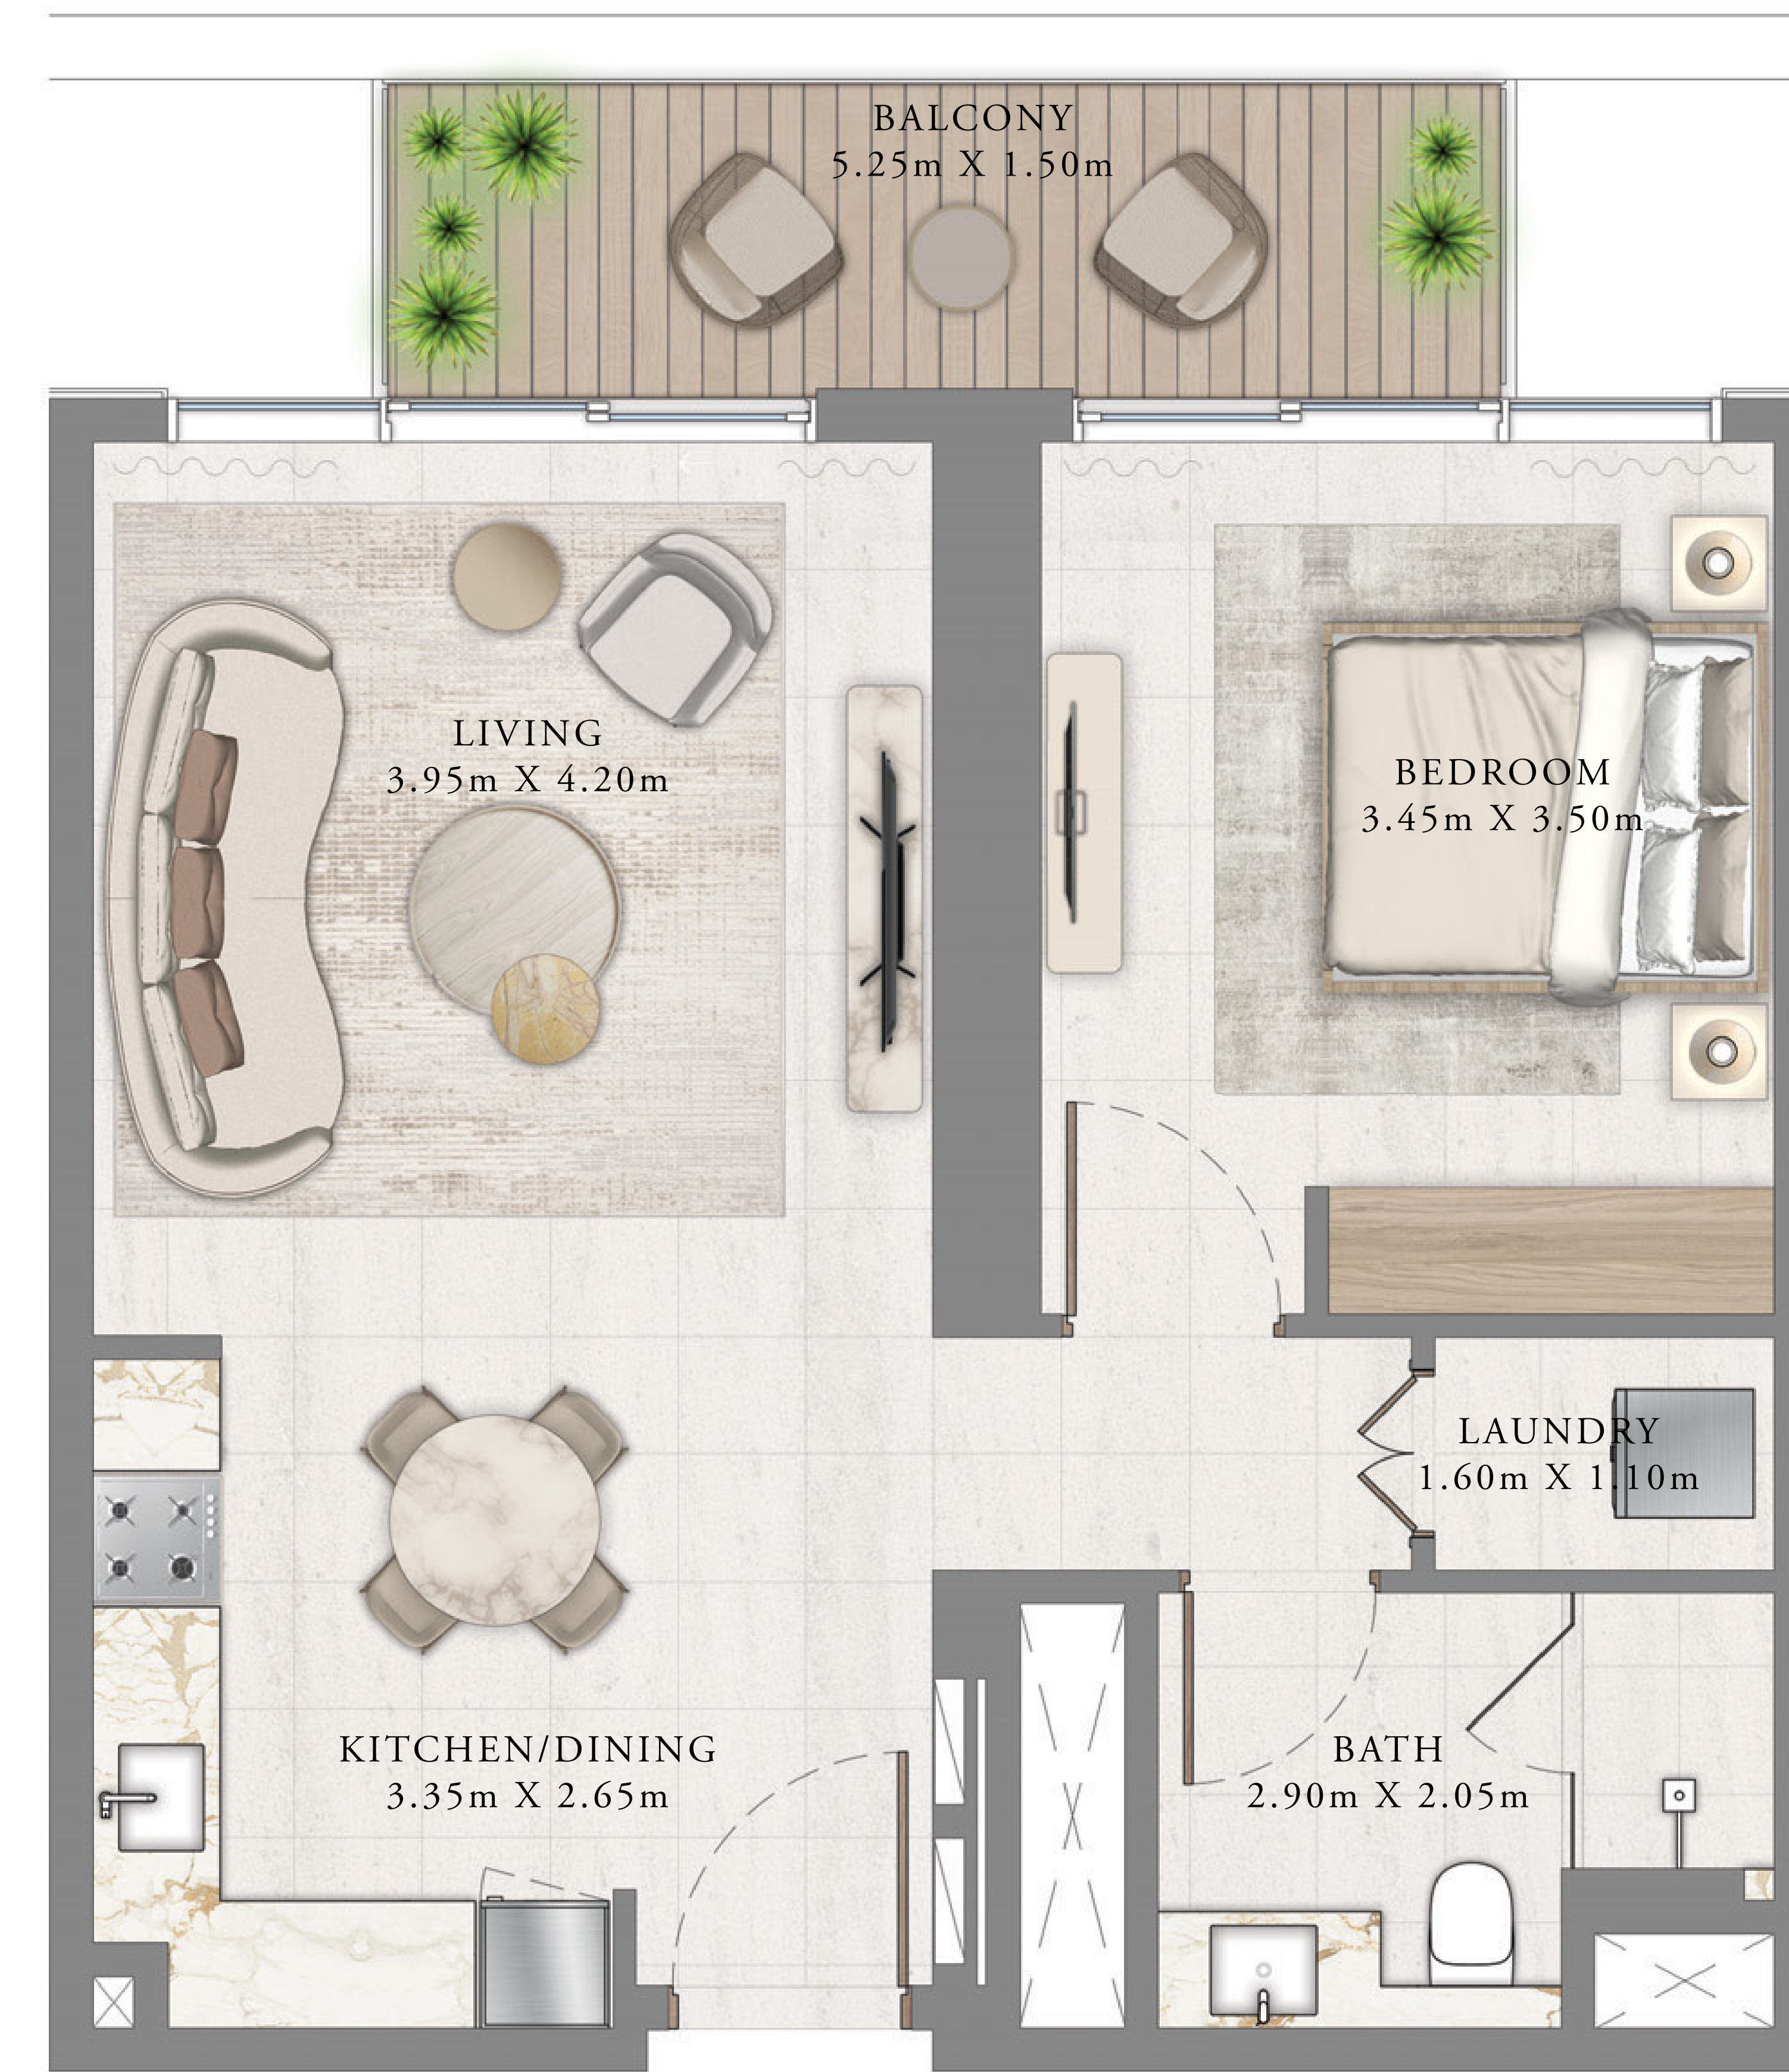 BALCONY
5.25m X 1.50m
LIVING
3.95m X 4.20m
BEDROOM
3.45m X 3.50m
LAUNDRY
1.60m X 1.10m
KITCHEN/DINING
3.35m X 2.65m
BATH
2.90m X 2.05m